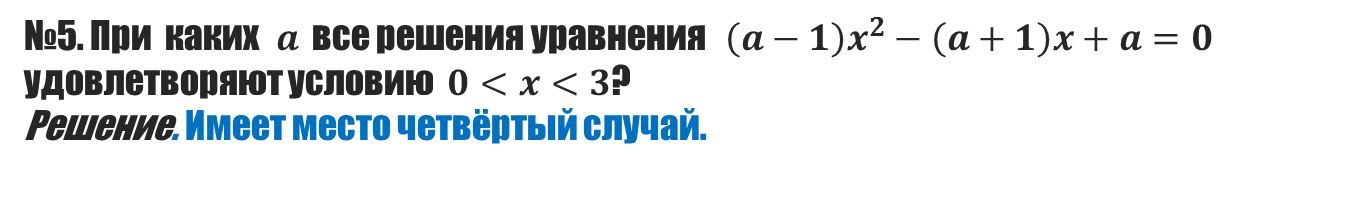 №5. При каких a все решения уравнения (a − 1)x² − (a + 1)x + a = 0
удовлетворяют условию 0 < x < 3?
Решение. Имеет место четвёртый случай.